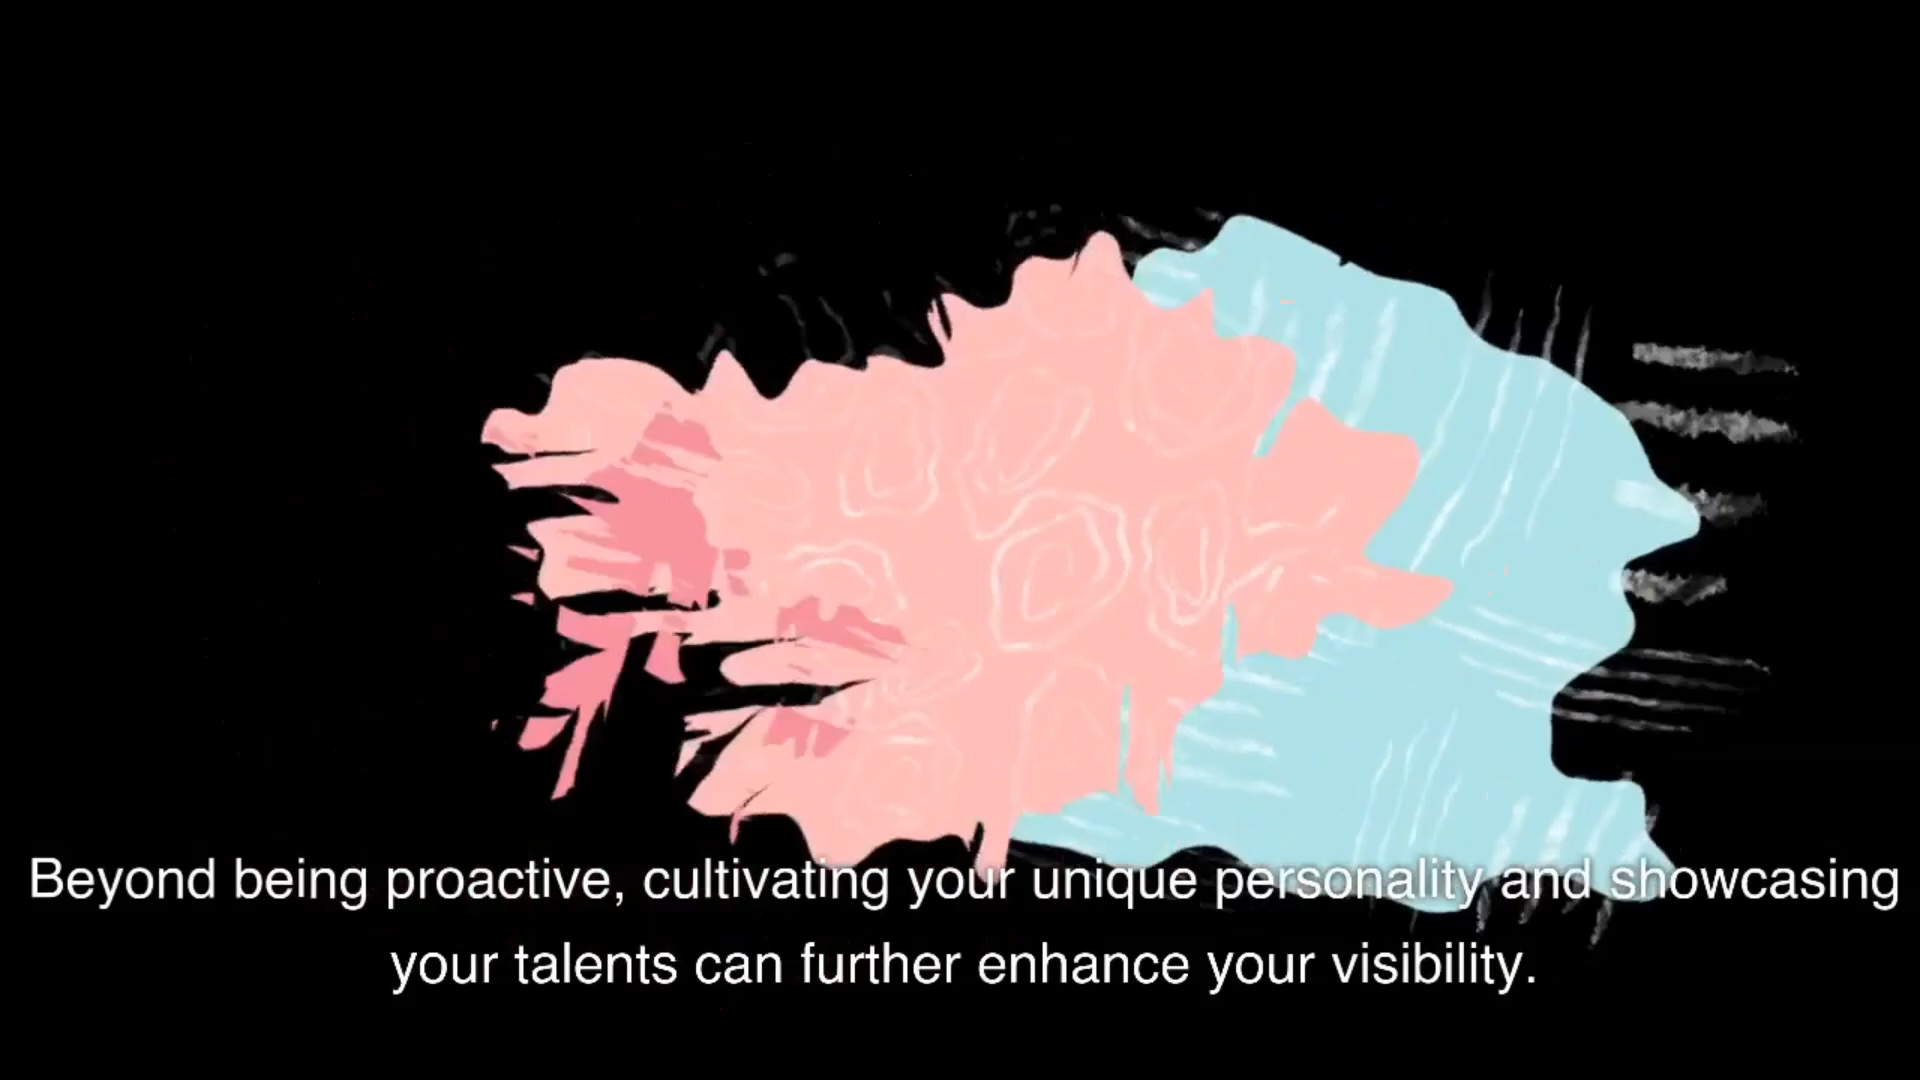 Beyond being proactive, cultivating your unique personality and showcasing
your talents can further enhance your visibility.